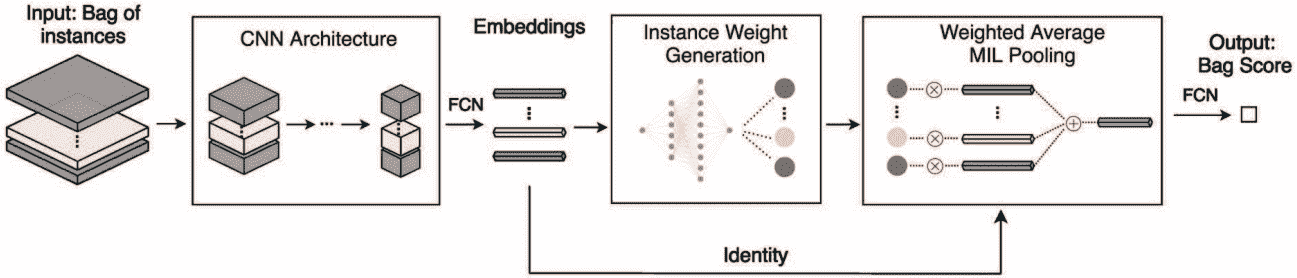 Input: Bag of
instances
CNN Architecture
FCN
Embeddings
Instance Weight
Generation
Weighted Average
MIL Pooling
FCN
Output:
Bag Score
Identity